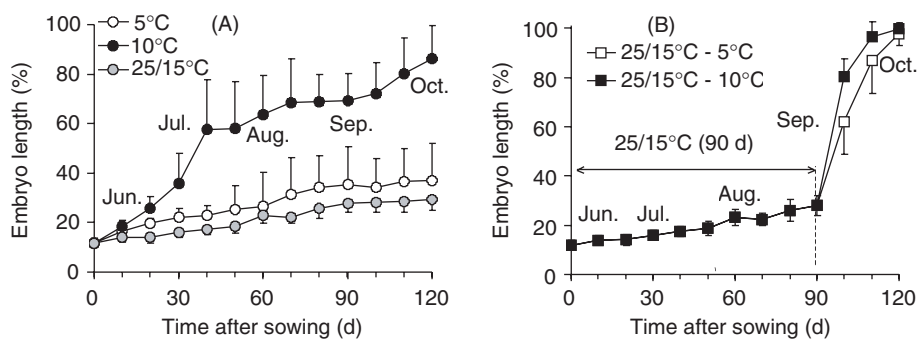 (A)
5°C
10°C
25/15°C
Embryo length (%)
100
80
60
40
20
0
Jun.
Jul.
Aug.
Sep.
Oct.
0 30 60 90 120
Time after sowing (d)
(B)
25/15°C - 5°C
25/15°C - 10°C
Embryo length (%)
100
80
60
40
20
0
Oct.
Sep.
25/15°C (90 d)
Jun.
Jul.
Aug.
0 30 60 90 120
Time after sowing (d)